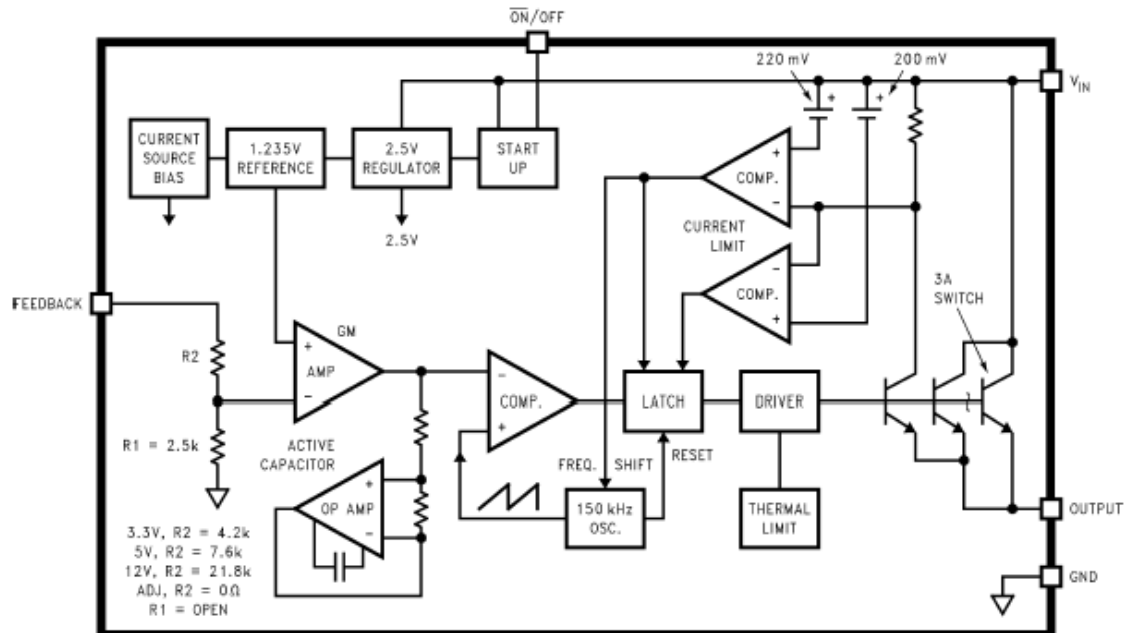 ON/OFF
220 mV
200 mV
+
+
VIN
CURRENT
SOURCE
BIAS
1.235V
REFERENCE
2.5V
REGULATOR
START
UP
+
COMP.
−
2.5V
CURRENT
LIMIT
−
COMP.
+
3A
SWITCH
FEEDBACK
R2
GM
+
AMP
−
−
COMP.
+
LATCH
DRIVER
R1 = 2.5k
ACTIVE
CAPACITOR
+
OP AMP
−
FREQ. SHIFT
RESET
150 kHz
OSC.
THERMAL
LIMIT
OUTPUT
GND
3.3V, R2 = 4.2k
5V, R2 = 7.6k
12V, R2 = 21.8k
ADJ, R2 = 0Ω
R1 = OPEN